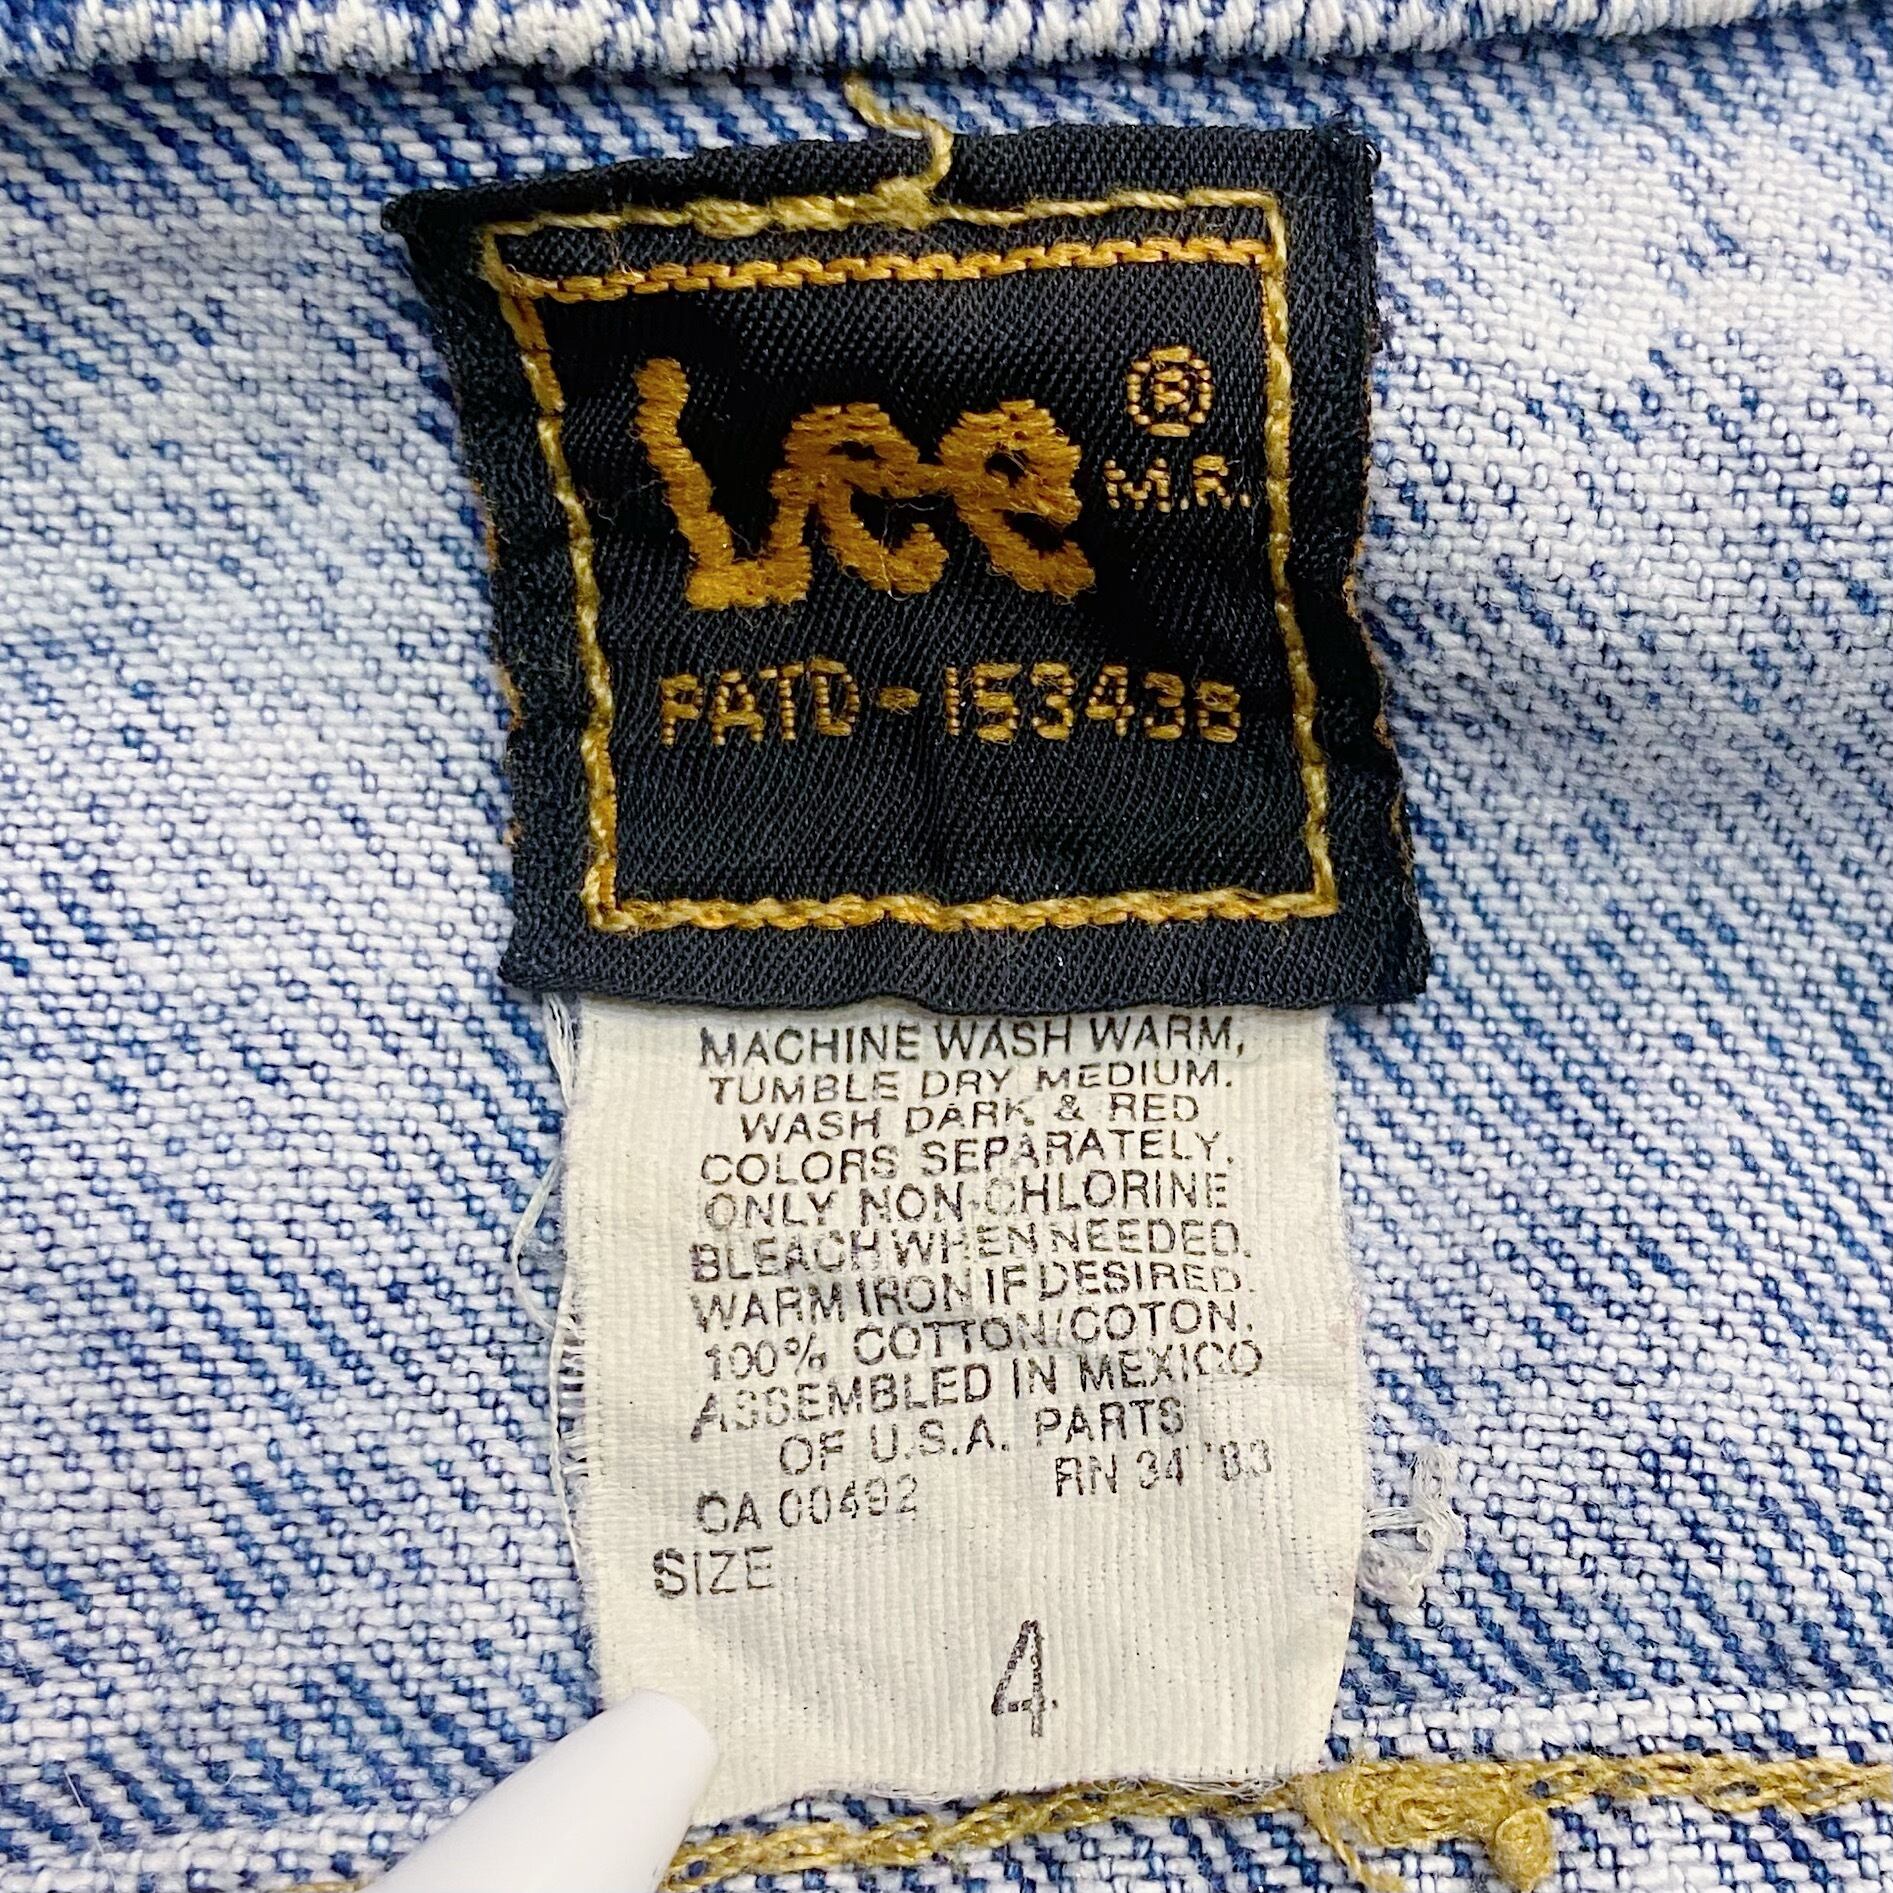 Lee ®
M.R.
PATD-153438
MACHINE WASH WARM,
TUMBLE DRY MEDIUM.
WASH DARK & RED
COLORS SEPARATELY.
ONLY NON-CHLORINE
BLEACH WHEN NEEDED.
WARM IRON IF DESIRED.
100% COTTON/COTON.
ASSEMBLED IN MEXICO
OF U.S.A. PARTS
CA 00492 RN
SIZE
4